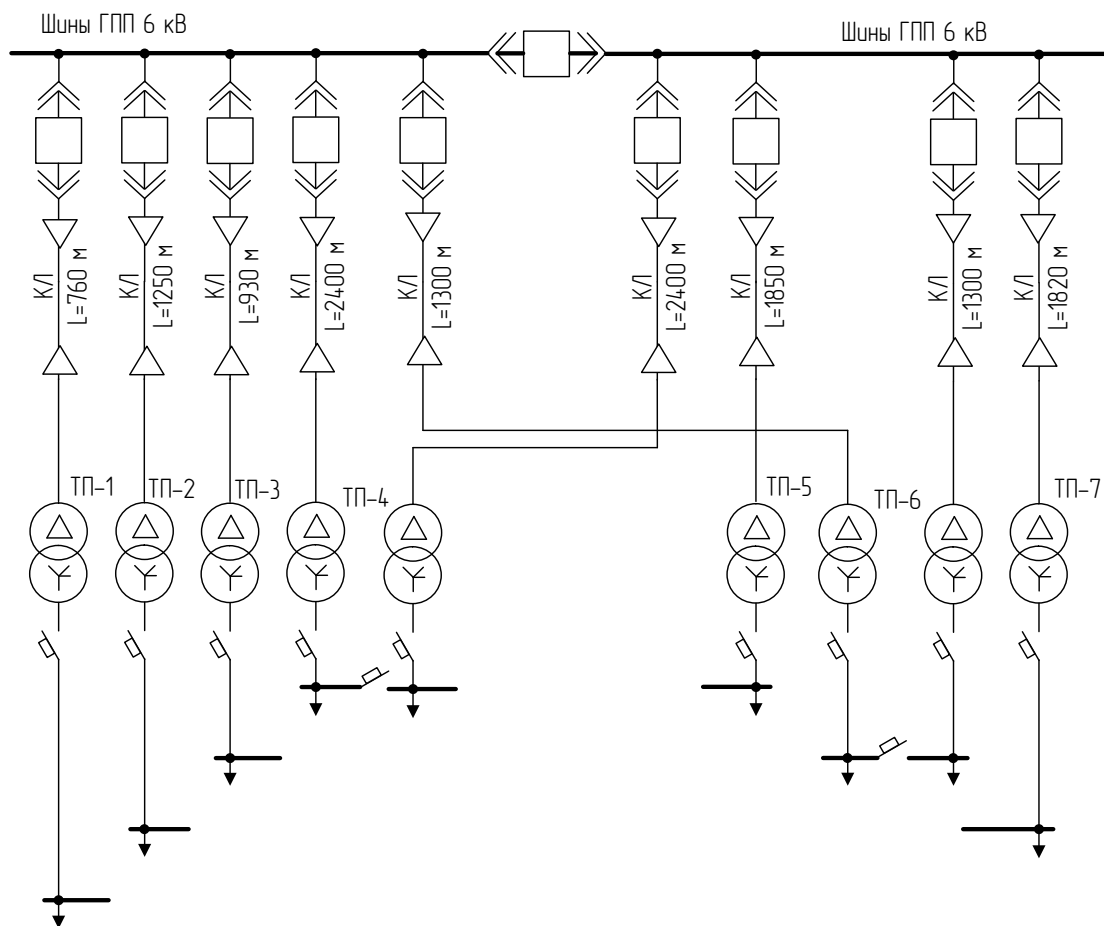 Шины ГПП 6 кВ
Шины ГПП 6 кВ
КЛ
L=760 м
КЛ
L=1250 м
КЛ
L=930 м
КЛ
L=2400 м
КЛ
L=1300 м
КЛ
L=2400 м
КЛ
L=1850 м
КЛ
L=1300 м
КЛ
L=1820 м
ТП-1
ТП-2
ТП-3
ТП-4
ТП-5
ТП-6
ТП-7